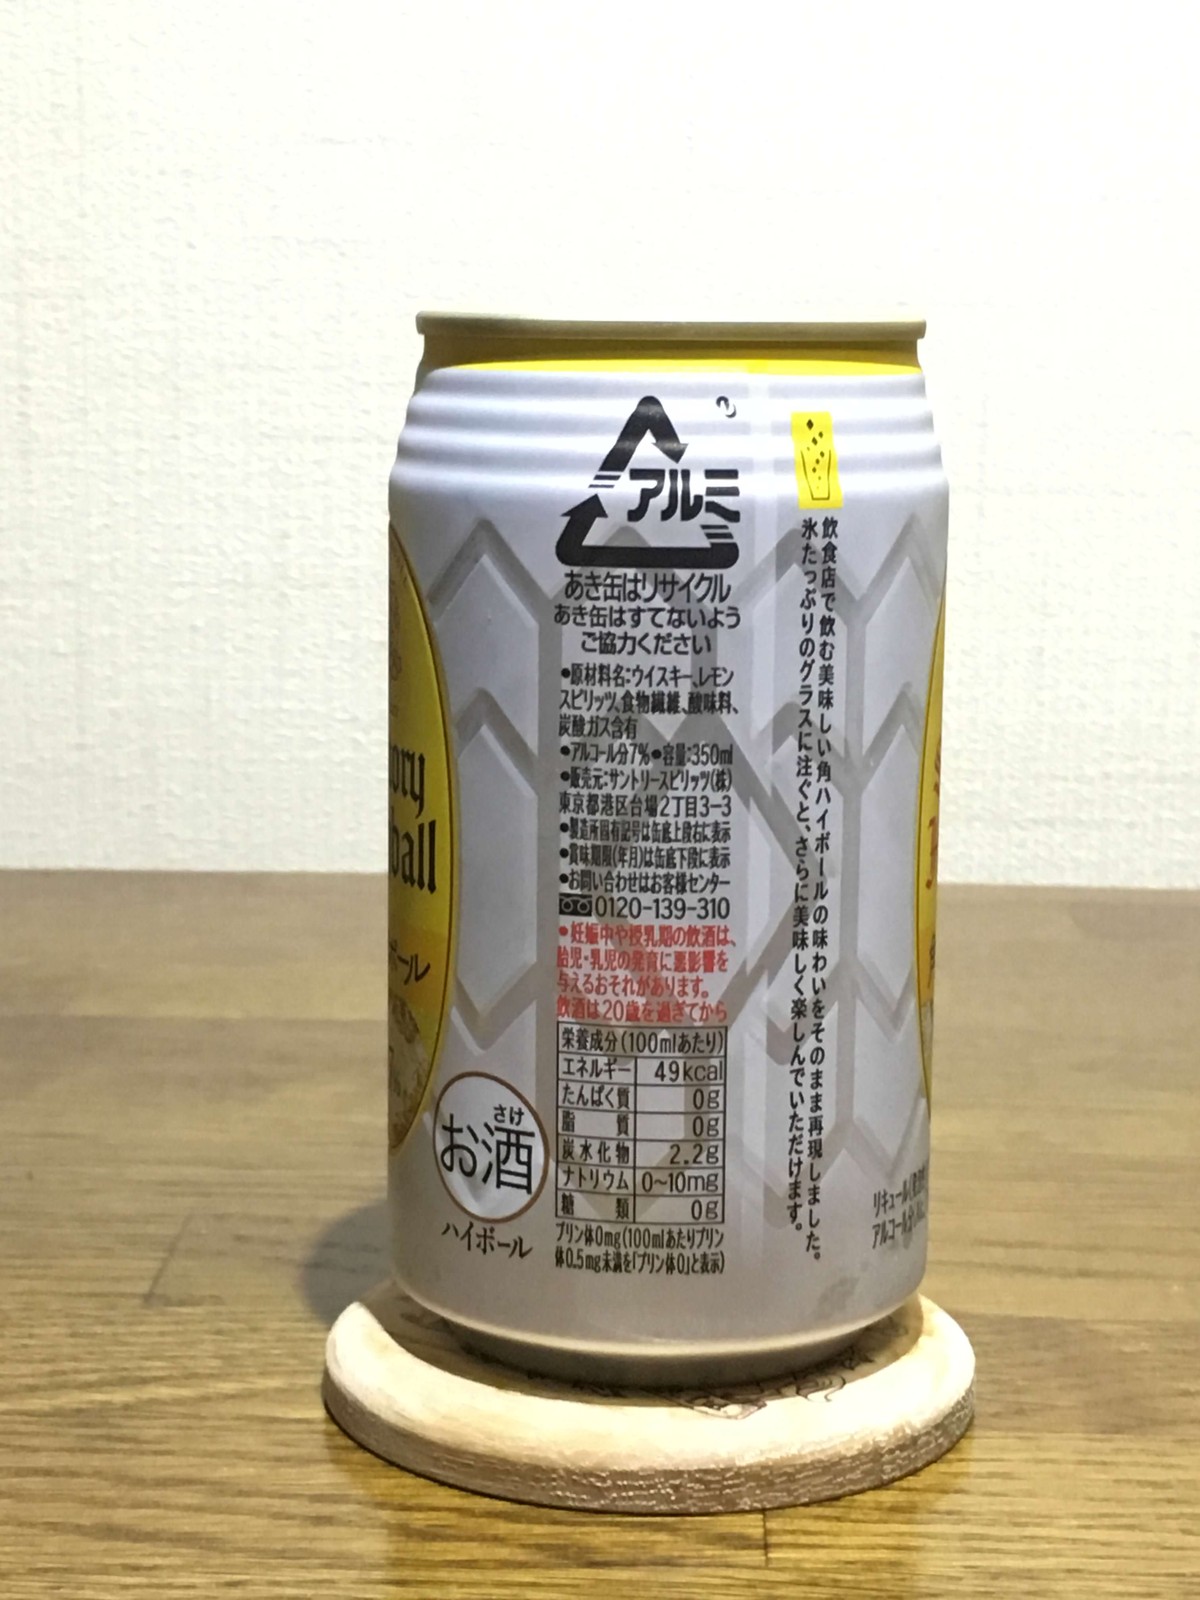 アルミ
あき缶はリサイクル
あき缶はすてないよう
ご協力ください
●原材料名:ウイスキー、レモン
スピリッツ、食物繊維、酸味料、
炭酸ガス含有
●アルコール分7%●容量:350ml
●販売元:サントリースピリッツ(株)
東京都港区台場2丁目3-3
●製造所固有記号は缶底上段右に表示
●賞味期限(年月)は缶底下段に表示
●お問い合わせはお客様センター
0120-139-310
●妊娠中や授乳期の飲酒は、
胎児・乳児の発育に悪影響を
与えるおそれがあります。
飲酒は20歳を過ぎてから
栄養成分(100mlあたり)
エネルギー 49kcal
たんぱく質 0g
脂質 0g
炭水化物 2.2g
ナトリウム 0~10mg
糖類 0g
プリン体0mg(100mlあたりプリン
体0.5mg未満を「プリン体0」と表示)
飲食店で飲む美味しい角ハイボールの味わいをそのまま再現しました。
氷たっぷりのグラスに注ぐと、さらに美味しく楽しんでいただけます。
さけ
お酒
ハイボール
ory
ball
ボール
リキュール
アルコール分